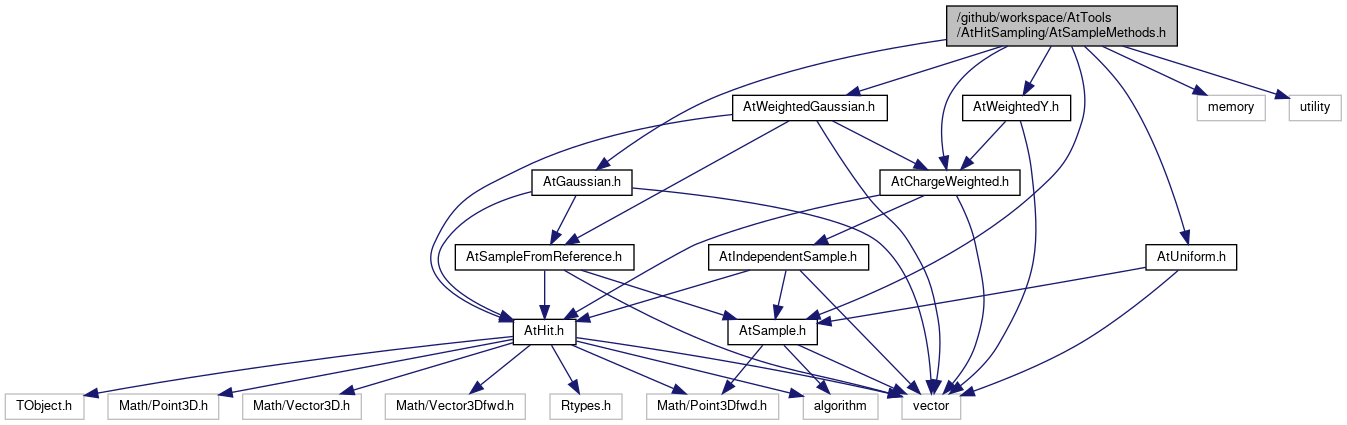 /github/workspace/AtTools
/AtHitSampling/AtSampleMethods.h
AtWeightedGaussian.h
AtWeightedY.h
memory
utility
AtGaussian.h
AtChargeWeighted.h
AtSampleFromReference.h
AtIndependentSample.h
AtUniform.h
AtHit.h
AtSample.h
TObject.h
Math/Point3D.h
Math/Vector3D.h
Math/Vector3Dfwd.h
Rtypes.h
Math/Point3Dfwd.h
algorithm
vector